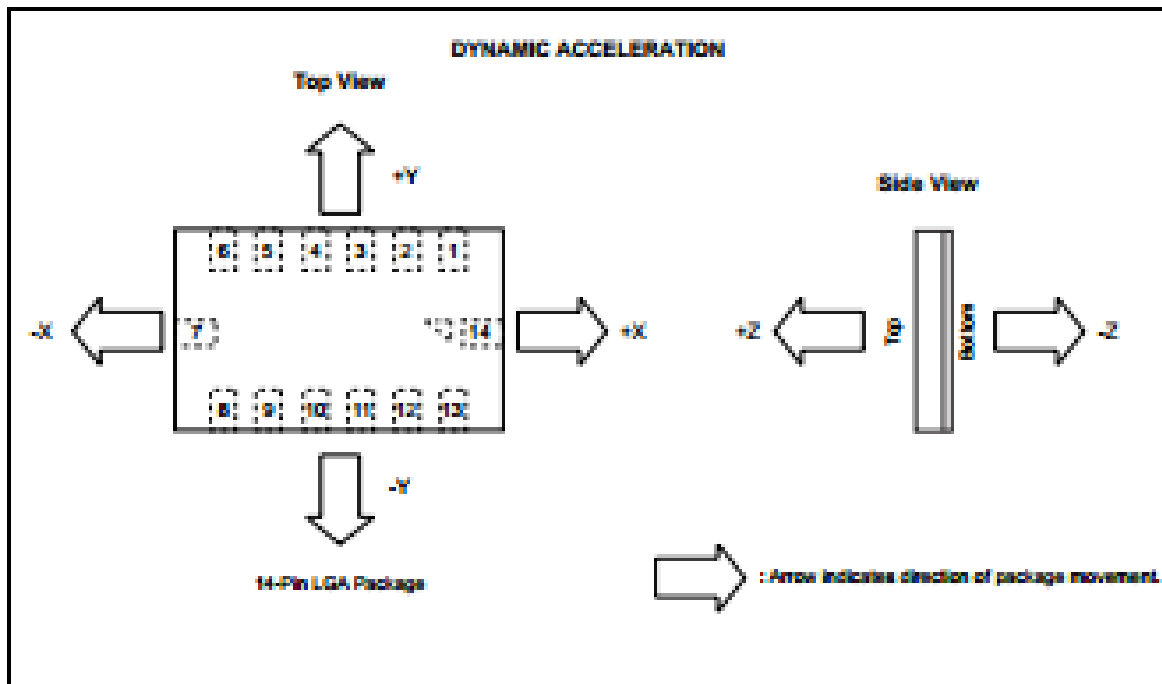 DYNAMIC ACCELERATION
Top View
+Y
Side View
6 5 4 3 2 1
-X
7
14
+X
+Z
Top
Bottom
-Z
8 9 10 11 12 13
-Y
14-Pin LGA Package
: Arrow indicates direction of package movement.